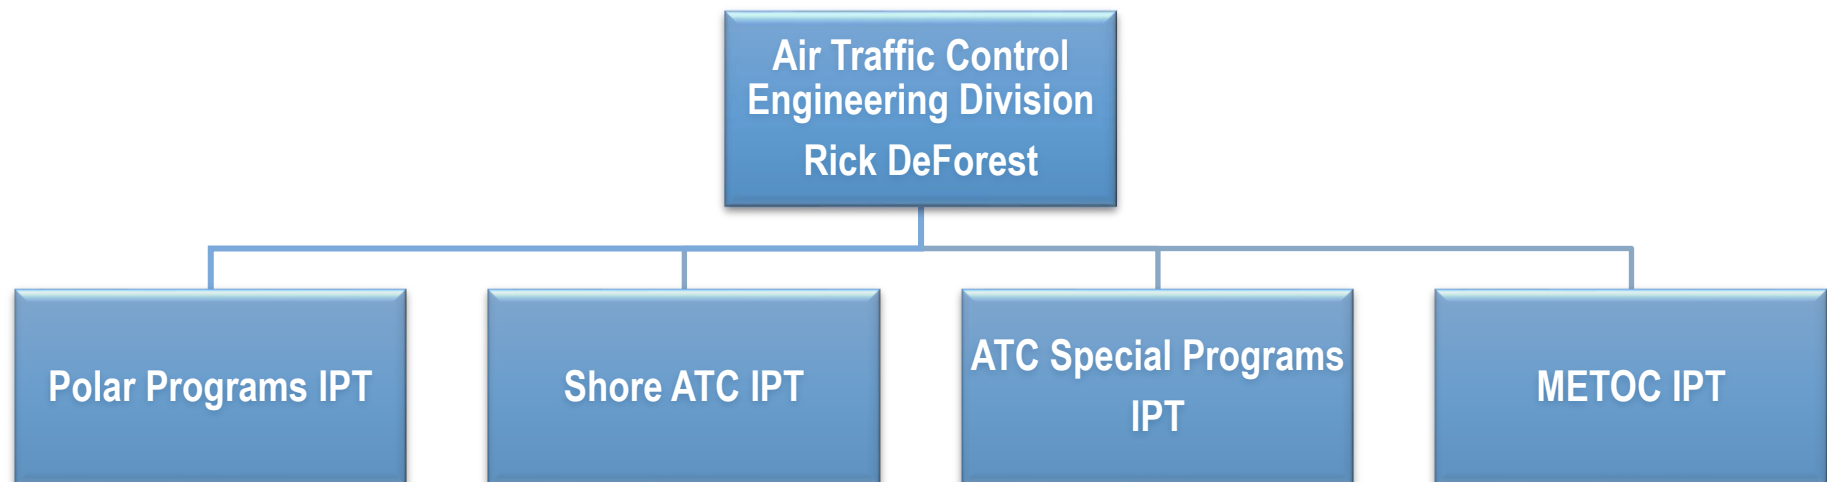 Air Traffic Control
Engineering Division
Rick DeForest
Polar Programs IPT
Shore ATC IPT
ATC Special Programs
IPT
METOC IPT